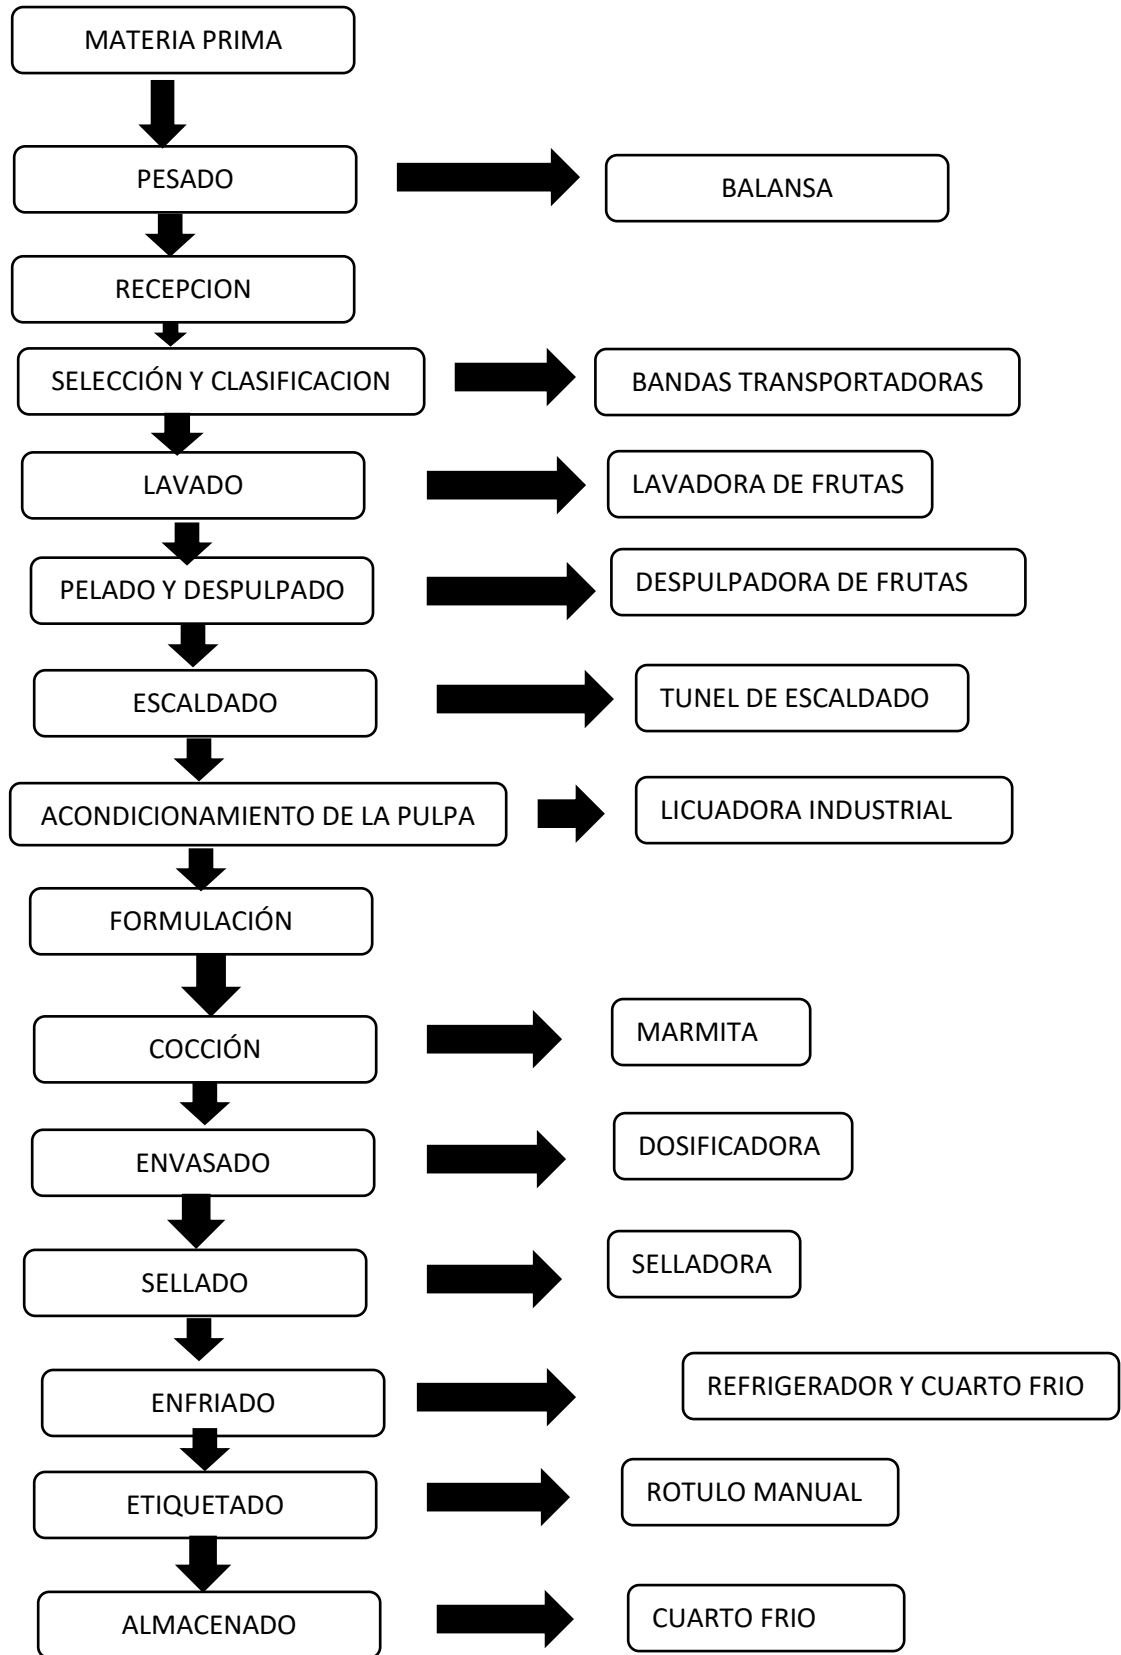 MATERIA PRIMA
PESADO
BALANSA
RECEPCION
SELECCIÓN Y CLASIFICACION
BANDAS TRANSPORTADORAS
LAVADO
LAVADORA DE FRUTAS
PELADO Y DESPULPADO
DESPULPADORA DE FRUTAS
ESCALDADO
TUNEL DE ESCALDADO
ACONDICIONAMIENTO DE LA PULPA
LICUADORA INDUSTRIAL
FORMULACIÓN
COCCIÓN
MARMITA
ENVASADO
DOSIFICADORA
SELLADO
SELLADORA
ENFRIADO
REFRIGERADOR Y CUARTO FRIO
ETIQUETADO
ROTULO MANUAL
ALMACENADO
CUARTO FRIO